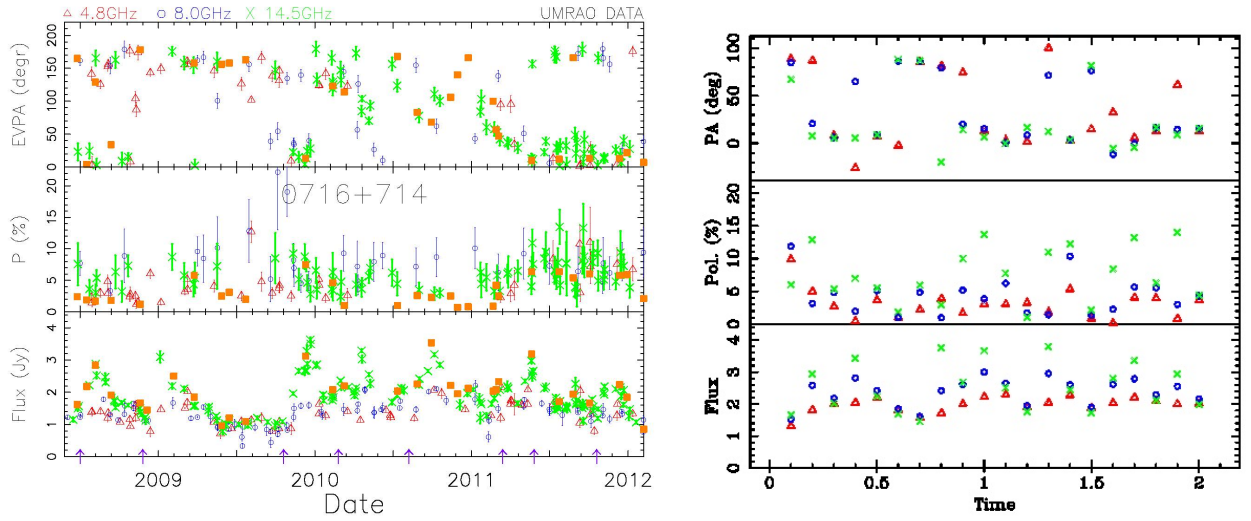 △ 4.8GHz ○ 8.0GHz × 14.5GHz UMRAO DATA
EVPA (degr)
200
150
100
50
0
P (%)
20
15
10
5
0
0716+714
Flux (Jy)
4
3
2
1
0
2009 2010 2011 2012
Date
PA (deg)
100
50
0
Pol. (%)
15
10
5
0
Flux
4
3
2
1
0
0 0.5 1 1.5 2
Time